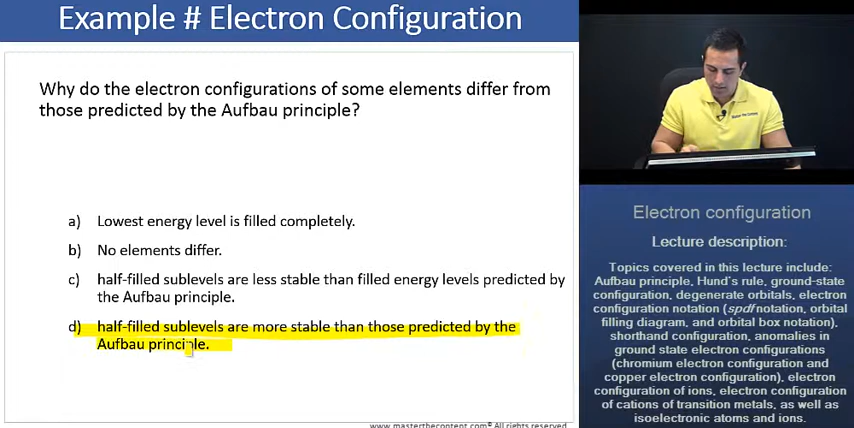 Example # Electron Configuration
Why do the electron configurations of some elements differ from
those predicted by the Aufbau principle?
a) Lowest energy level is filled completely.
b) No elements differ.
c) half-filled sublevels are less stable than filled energy levels predicted by
the Aufbau principle.
d) half-filled sublevels are more stable than those predicted by the
Aufbau principle.
www.masterthecontent.com© All rights reserved
Electron configuration
Lecture description:
Topics covered in this lecture include:
Aufbau principle, Hund's rule, ground-state
configuration, degenerate orbitals, electron
configuration notation (spdf notation, orbital
filling diagram, and orbital box notation),
shorthand configuration, anomalies in
ground state electron configurations
(chromium electron configuration and
copper electron configuration), electron
configuration of ions, electron configuration
of cations of transition metals, as well as
isoelectronic atoms and ions.